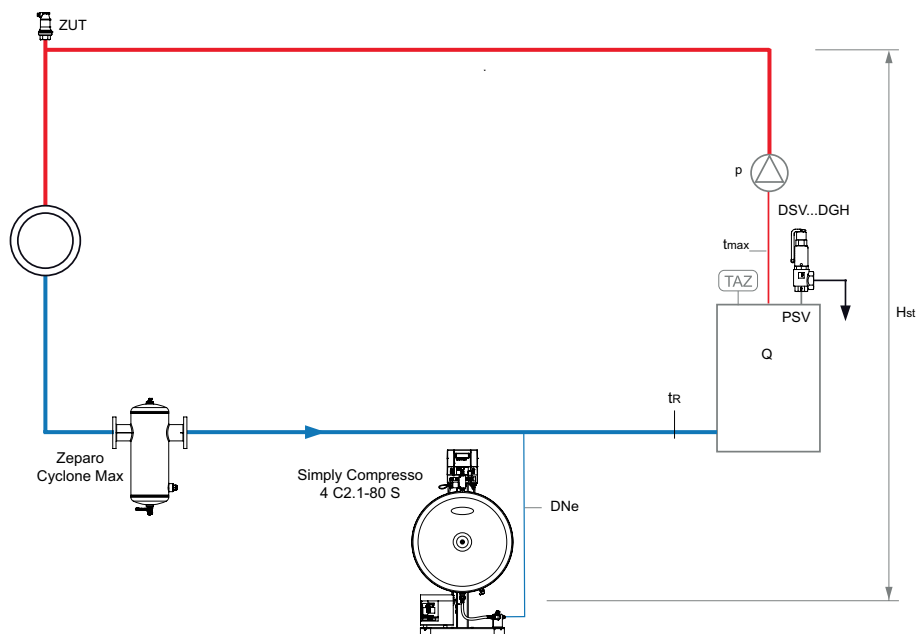 ZUT
p
DSV...DGH
tmax
TAZ
PSV
Hst
Q
tR
Zeparo
Cyclone Max
Simply Compresso
4 C2.1-80 S
DNe